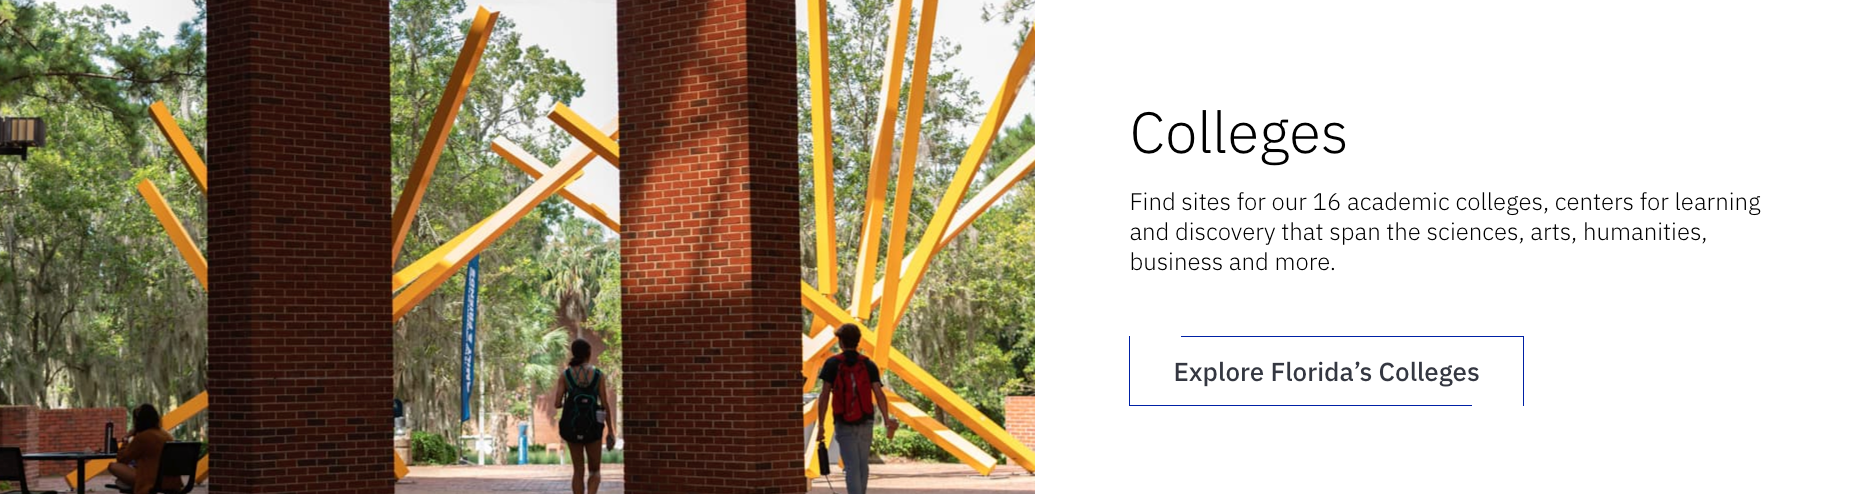 Colleges
Find sites for our 16 academic colleges, centers for learning
and discovery that span the sciences, arts, humanities,
business and more.
Explore Florida’s Colleges